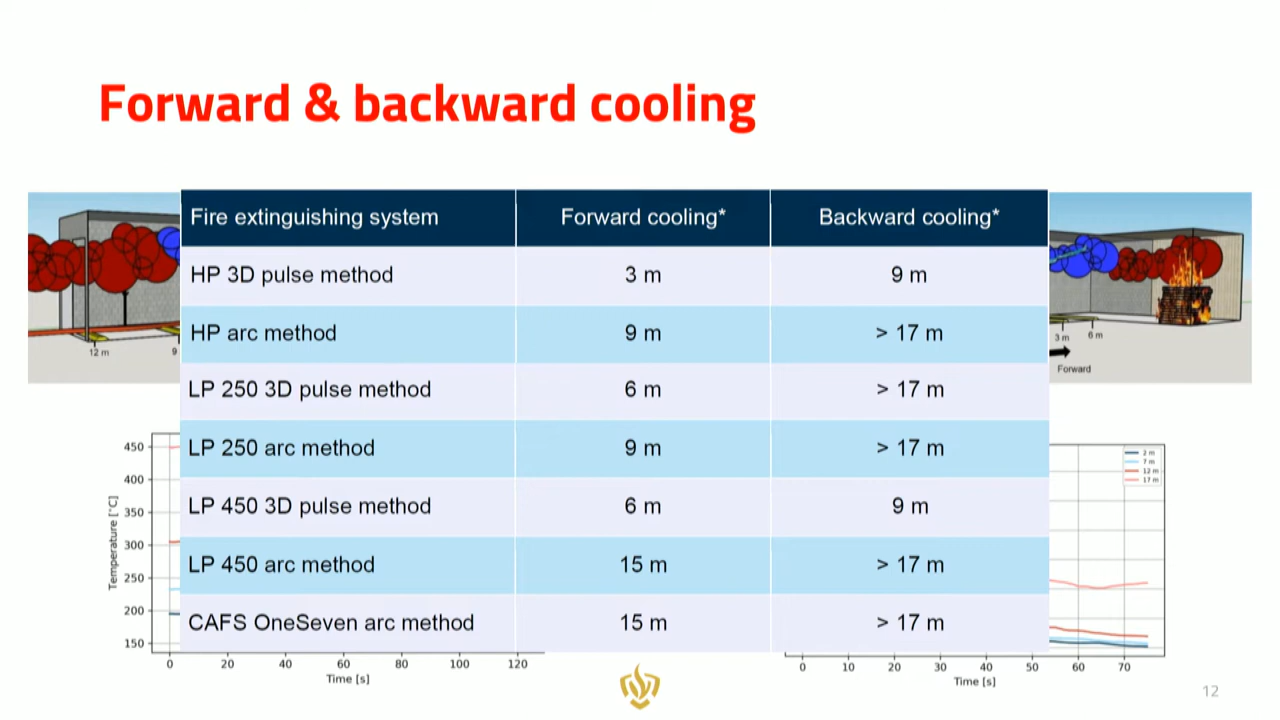 Forward & backward cooling
Fire extinguishing system Forward cooling* Backward cooling*
HP 3D pulse method 3 m 9 m
HP arc method 9 m > 17 m
LP 250 3D pulse method 6 m > 17 m
LP 250 arc method 9 m > 17 m
LP 450 3D pulse method 6 m 9 m
LP 450 arc method 15 m > 17 m
CAFS OneSeven arc method 15 m > 17 m
12 m 9
3 m 6 m
Forward
Temperature [°C]
450
400
350
300
250
200
150
0 20 40 60 80 100 120
Time [s]
2 m
7 m
12 m
17 m
0 10 20 30 40 50 60 70
Time [s]
12